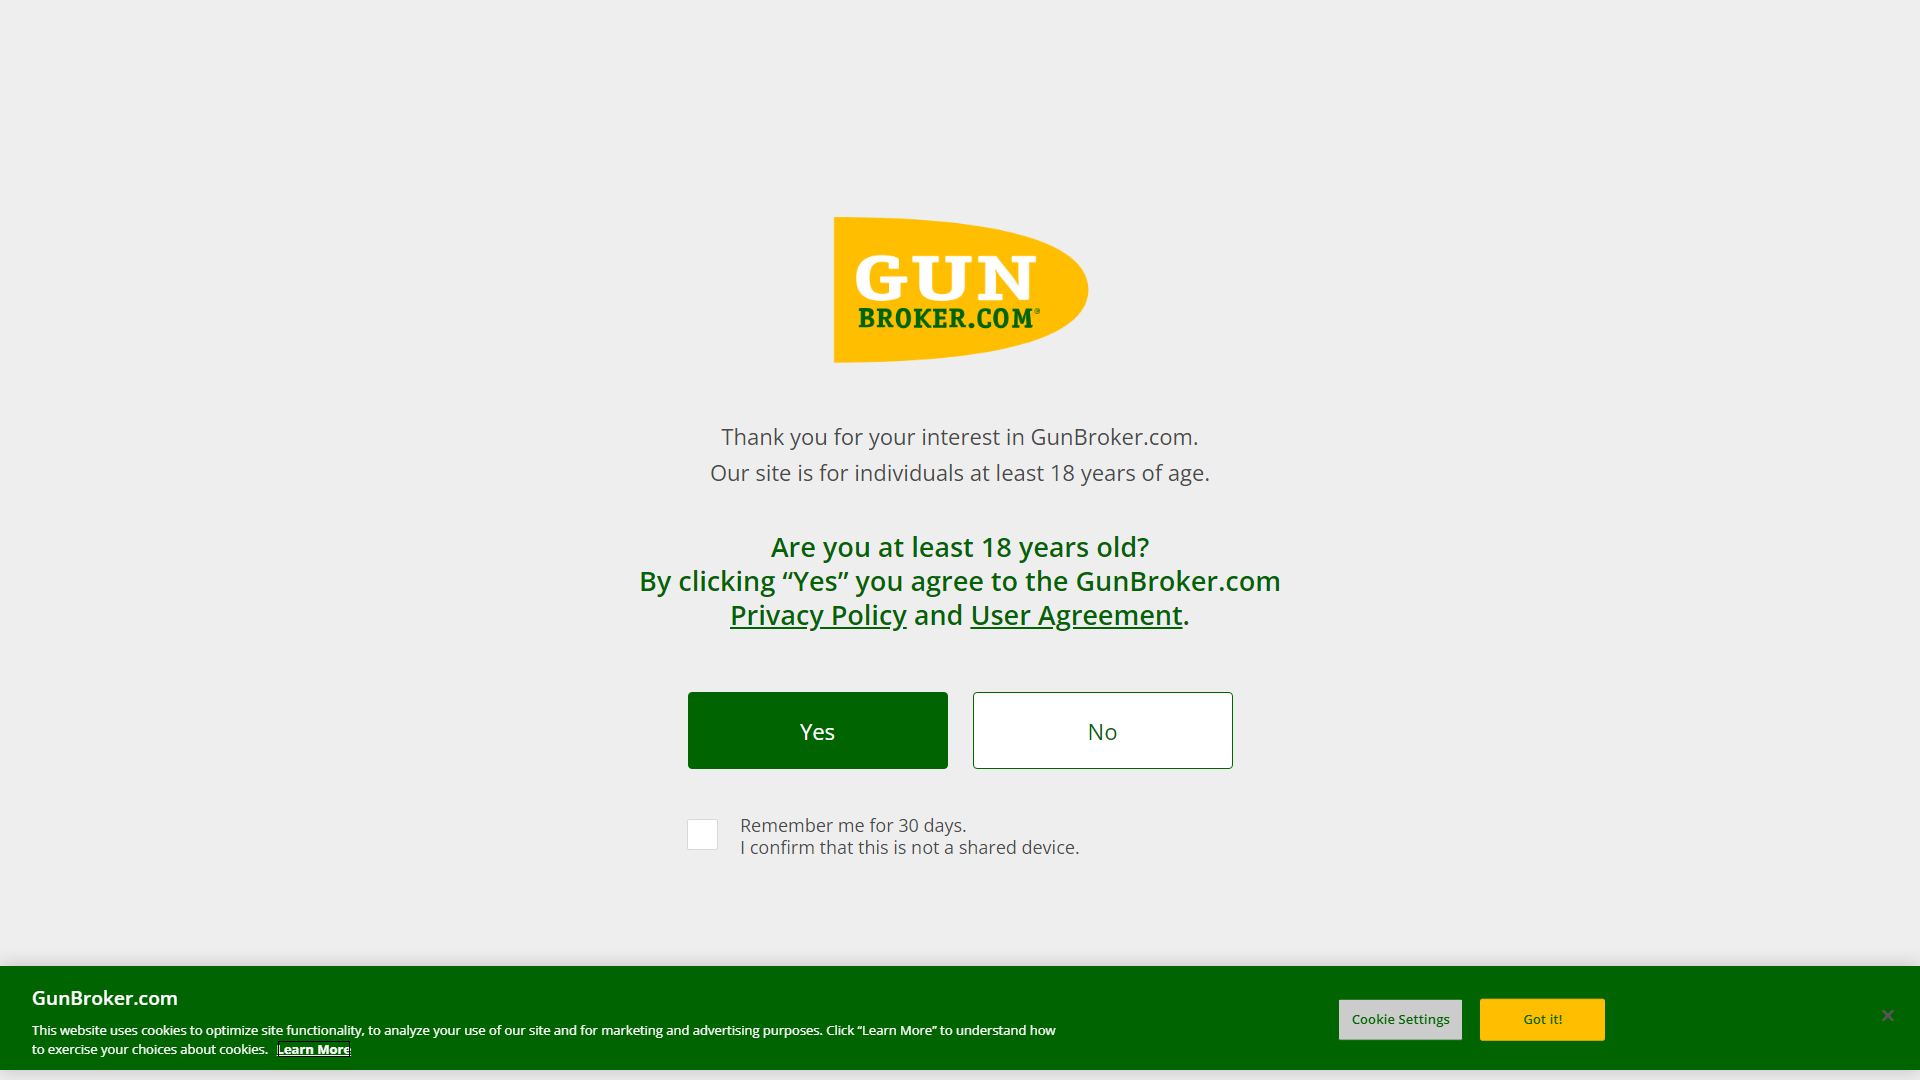 GUN
BROKER.COM®
Thank you for your interest in GunBroker.com.
Our site is for individuals at least 18 years of age.
Are you at least 18 years old?
By clicking “Yes” you agree to the GunBroker.com
Privacy Policy and User Agreement.
Yes
No
Remember me for 30 days.
I confirm that this is not a shared device.
GunBroker.com
This website uses cookies to optimize site functionality, to analyze your use of our site and for marketing and advertising purposes. Click “Learn More” to understand how
to exercise your choices about cookies. Learn More
Cookie Settings
Got it!